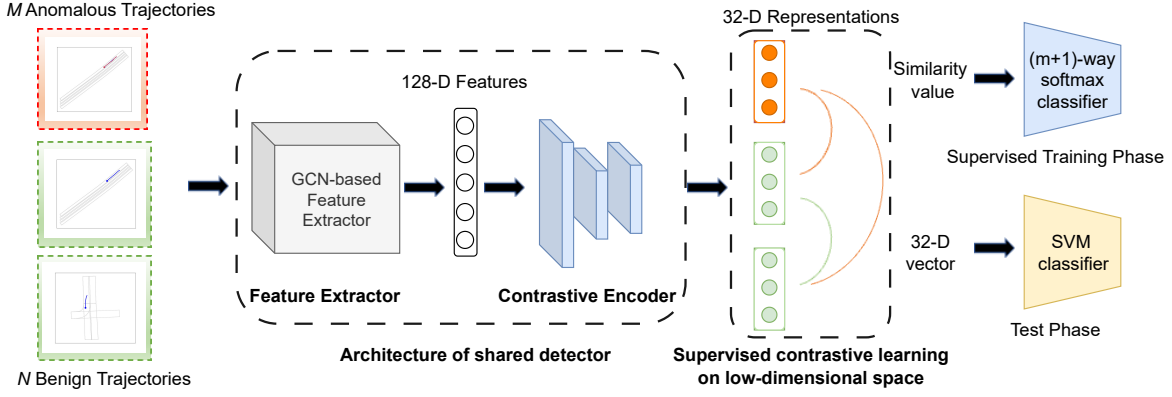 M Anomalous Trajectories
N Benign Trajectories
128-D Features
GCN-based
Feature
Extractor
Feature Extractor
Contrastive Encoder
Architecture of shared detector
32-D Representations
Supervised contrastive learning
on low-dimensional space
Similarity
value
(m+1)-way
softmax
classifier
Supervised Training Phase
32-D
vector
SVM
classifier
Test Phase